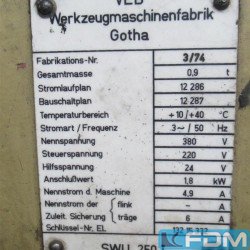 VEB
Werkzeugmaschinenfabrik
Gotha
Fabrikations-Nr. 3/74
Gesamtmasse 0,9 t
Stromlaufplan 12 286
Bauschaltplan 12 287
Temperaturbereich +10/+40 °C
Stromart / Frequenz 3~/ 50 Hz
Nennspannung 380 V
Steuerspannung 220 V
Hilfsspannung 24 V
Anschlußwert 1,8 kW
Nennstrom d. Maschine 4,9 A
Nennstrom der flink – A
Zuleit. Sicherung träge 6 A
Schlüssel-Nr. El.
SWU 250
FDM